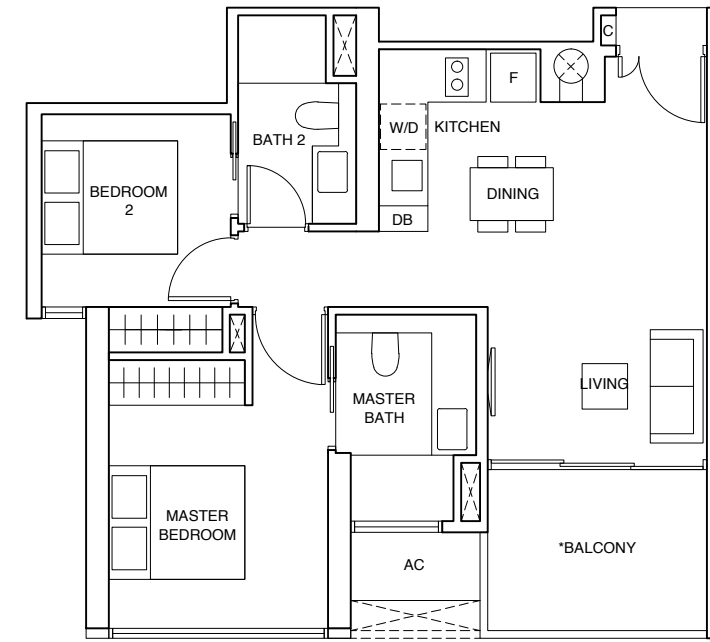 C
F
W/D
KITCHEN
BATH 2
BEDROOM
2
DINING
DB
LIVING
MASTER
BATH
MASTER
BEDROOM
*BALCONY
AC